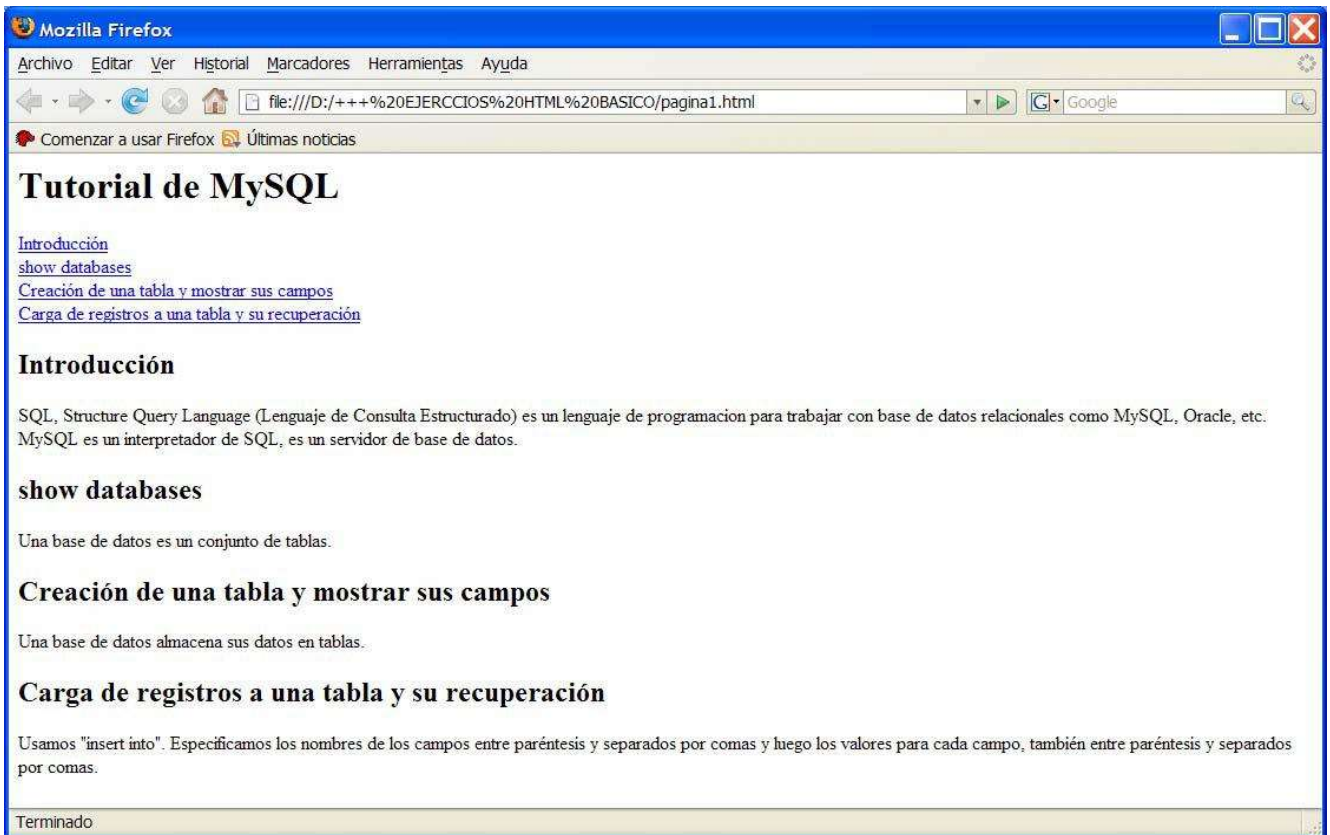 Mozilla Firefox
Archivo Editar Ver Historial Marcadores Herramientas Ayuda
file:///D:/+++%20EJERCCIOS%20HTML%20BASICO/pagina1.html G Google
Comenzar a usar Firefox Últimas noticias
Tutorial de MySQL
Introducción
show databases
Creación de una tabla y mostrar sus campos
Carga de registros a una tabla y su recuperación
Introducción
SQL, Structure Query Language (Lenguaje de Consulta Estructurado) es un lenguaje de programacion para trabajar con base de datos relacionales como MySQL, Oracle, etc.
MySQL es un interpretador de SQL, es un servidor de base de datos.
show databases
Una base de datos es un conjunto de tablas.
Creación de una tabla y mostrar sus campos
Una base de datos almacena sus datos en tablas.
Carga de registros a una tabla y su recuperación
Usamos "insert into". Especificamos los nombres de los campos entre paréntesis y separados por comas y luego los valores para cada campo, también entre paréntesis y separados
por comas.
Terminado